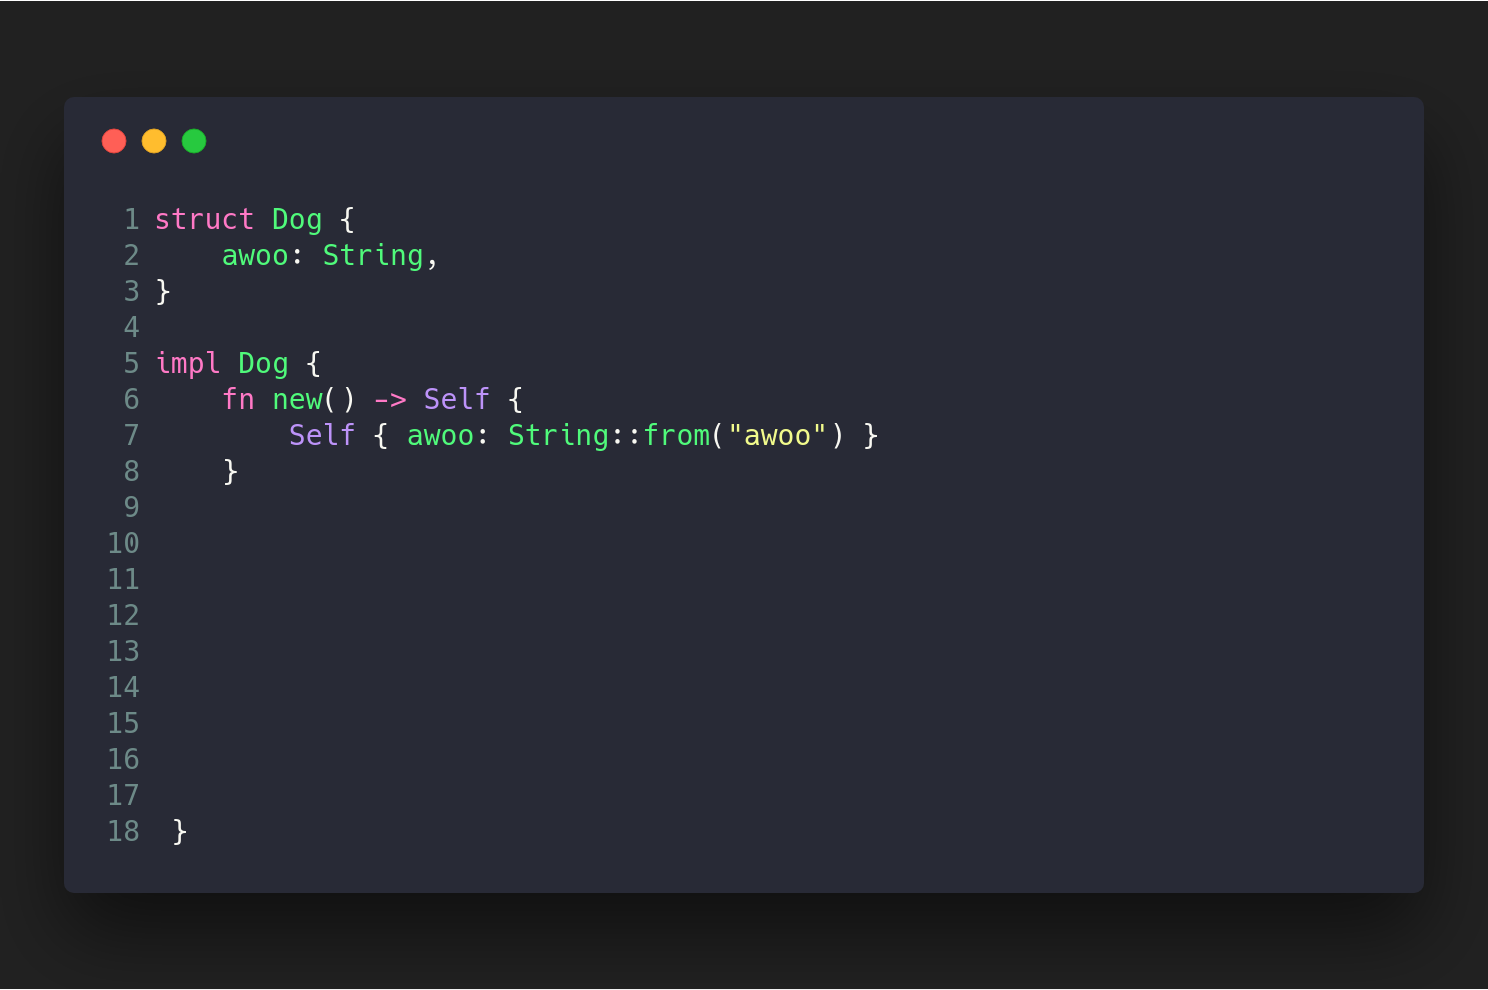 1 struct Dog {
2     awoo: String,
3 }
4
5 impl Dog {
6     fn new() -> Self {
7         Self { awoo: String::from("awoo") }
8     }
9
10
11
12
13
14
15
16
17
18  }